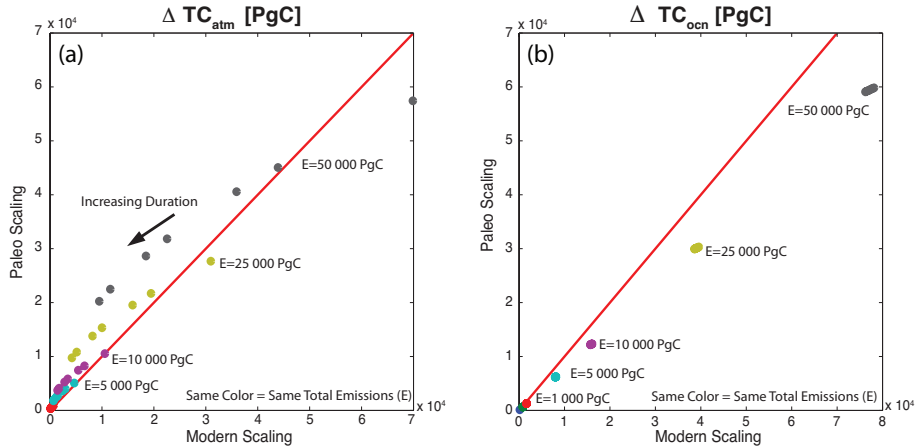 Δ TCatm [PgC]
7 x 10⁴
(a)
6
5
4
3
2
1
0
Paleo Scaling
E=50 000 PgC
Increasing Duration
E=25 000 PgC
E=10 000 PgC
E=5 000 PgC
Same Color = Same Total Emissions (E)
0 1 2 3 4 5 6 7 x 10⁴
Modern Scaling
Δ TCocn [PgC]
7 x 10⁴
(b)
6
5
4
3
2
1
0
Paleo Scaling
E=50 000 PgC
E=25 000 PgC
E=10 000 PgC
E=5 000 PgC
E=1 000 PgC
Same Color = Same Total Emissions (E)
0 1 2 3 4 5 6 7 8 x 10⁴
Modern Scaling